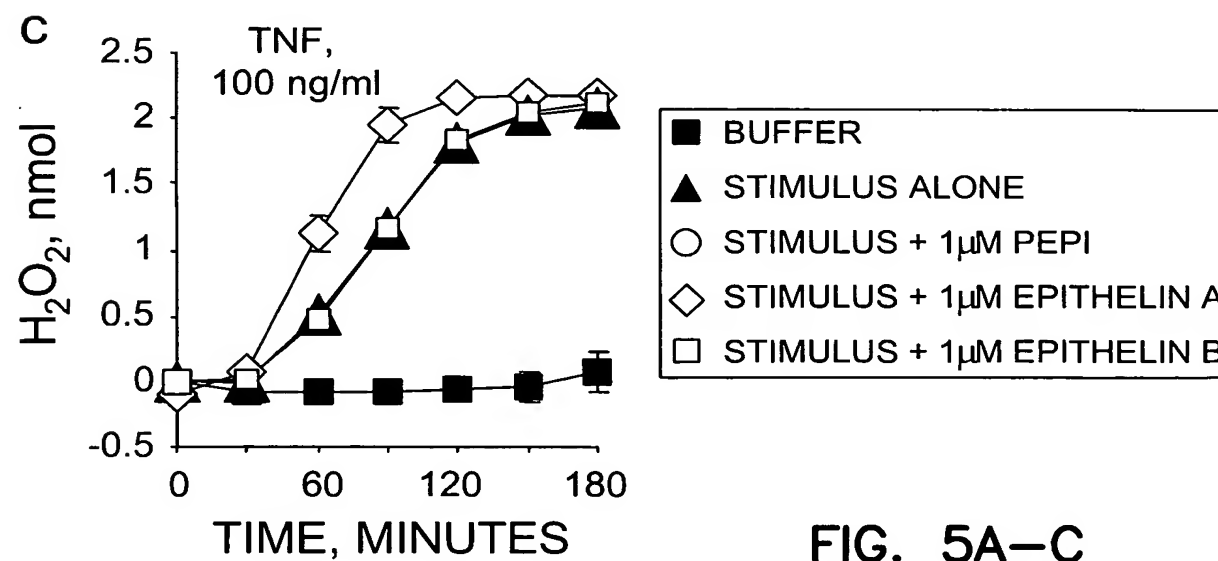 C
TNF,
100 ng/ml
2.5
2
1.5
1
0.5
0
-0.5
H₂O₂, nmol
0 60 120 180
TIME, MINUTES
BUFFER
STIMULUS ALONE
STIMULUS + 1µM PEPI
STIMULUS + 1µM EPITHELIN A
STIMULUS + 1µM EPITHELIN B
FIG. 5A–C